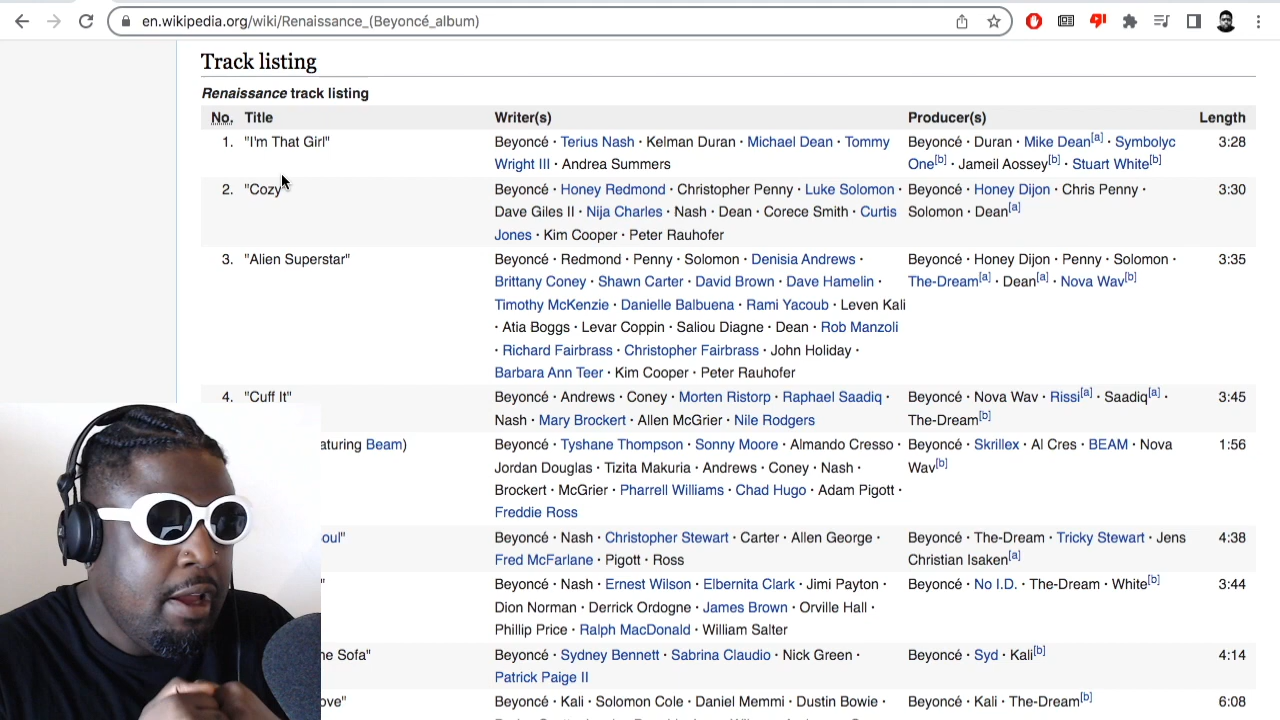 en.wikipedia.org/wiki/Renaissance_(Beyoncé_album)
Track listing
Renaissance track listing
No. Title Writer(s) Producer(s) Length
1. "I'm That Girl" Beyoncé · Terius Nash · Kelman Duran · Michael Dean · Tommy Beyoncé · Duran · Mike Dean[a] · Symbolyc 3:28
Wright III · Andrea Summers One[b] · Jameil Aossey[b] · Stuart White[b]
2. "Cozy" Beyoncé · Honey Redmond · Christopher Penny · Luke Solomon · Beyoncé · Honey Dijon · Chris Penny · 3:30
Dave Giles II · Nija Charles · Nash · Dean · Corece Smith · Curtis Solomon · Dean[a]
Jones · Kim Cooper · Peter Rauhofer
3. "Alien Superstar" Beyoncé · Redmond · Penny · Solomon · Denisia Andrews · Beyoncé · Honey Dijon · Penny · Solomon · 3:35
Brittany Coney · Shawn Carter · David Brown · Dave Hamelin · The-Dream[a] · Dean[a] · Nova Wav[b]
Timothy McKenzie · Danielle Balbuena · Rami Yacoub · Leven Kali
· Atia Boggs · Levar Coppin · Saliou Diagne · Dean · Rob Manzoli
· Richard Fairbrass · Christopher Fairbrass · John Holiday ·
Barbara Ann Teer · Kim Cooper · Peter Rauhofer
4. "Cuff It" Beyoncé · Andrews · Coney · Morten Ristorp · Raphael Saadiq · Beyoncé · Nova Wav · Rissi[a] · Saadiq[a] · 3:45
Nash · Mary Brockert · Allen McGrier · Nile Rodgers The-Dream[b]
aturing Beam) Beyoncé · Tyshane Thompson · Sonny Moore · Almando Cresso · Beyoncé · Skrillex · Al Cres · BEAM · Nova 1:56
Jordan Douglas · Tizita Makuria · Andrews · Coney · Nash · Wav[b]
Brockert · McGrier · Pharrell Williams · Chad Hugo · Adam Pigott ·
Freddie Ross
oul" Beyoncé · Nash · Christopher Stewart · Carter · Allen George · Beyoncé · The-Dream · Tricky Stewart · Jens 4:38
Fred McFarlane · Pigott · Ross Christian Isaken[a]
" Beyoncé · Nash · Ernest Wilson · Elbernita Clark · Jimi Payton · Beyoncé · No I.D. · The-Dream · White[b] 3:44
Dion Norman · Derrick Ordogne · James Brown · Orville Hall ·
Phillip Price · Ralph MacDonald · William Salter
he Sofa" Beyoncé · Sydney Bennett · Sabrina Claudio · Nick Green · Beyoncé · Syd · Kali[b] 4:14
Patrick Paige II
ove" Beyoncé · Kali · Solomon Cole · Daniel Memmi · Dustin Bowie · Beyoncé · Kali · The-Dream[b] 6:08